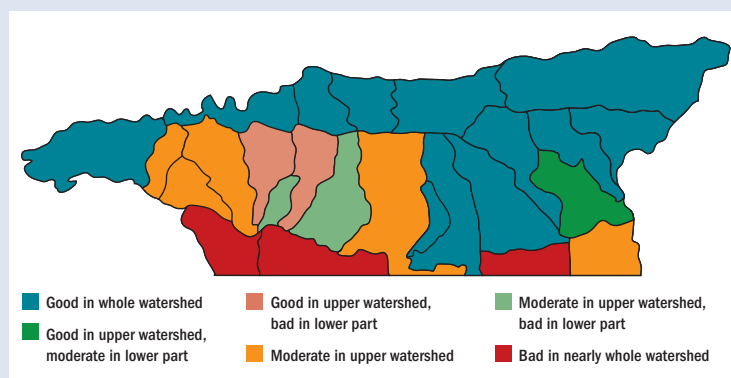 Good in whole watershed
Good in upper watershed,
moderate in lower part
Good in upper watershed,
bad in lower part
Moderate in upper watershed
Moderate in upper watershed,
bad in lower part
Bad in nearly whole watershed